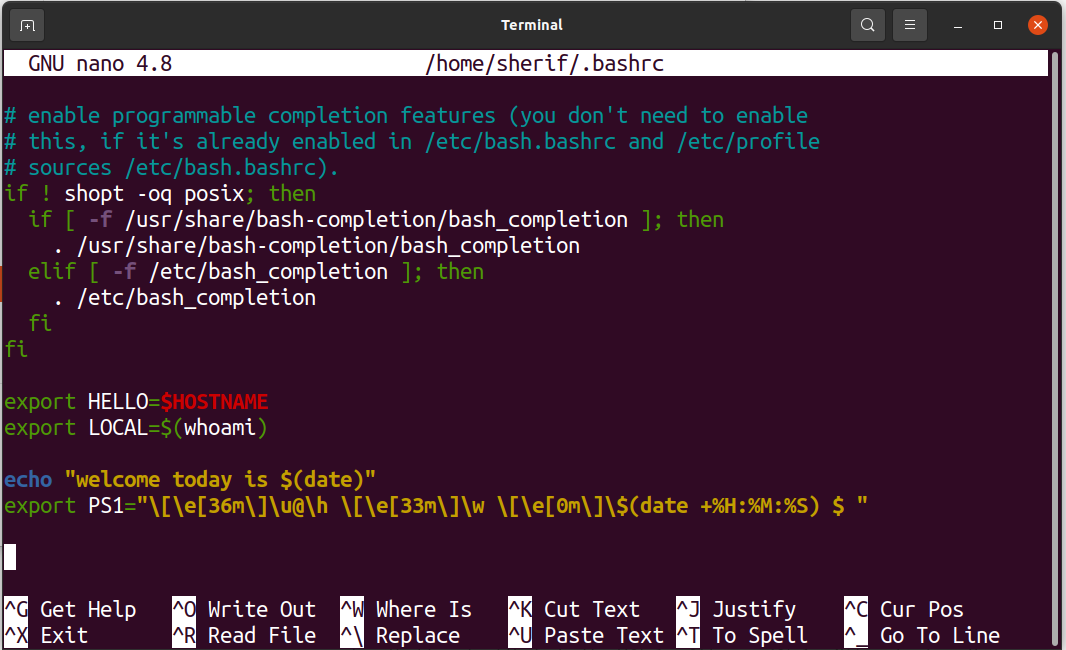 Terminal
GNU nano 4.8 /home/sherif/.bashrc
# enable programmable completion features (you don't need to enable
# this, if it's already enabled in /etc/bash.bashrc and /etc/profile
# sources /etc/bash.bashrc).
if ! shopt -oq posix; then
  if [ -f /usr/share/bash-completion/bash_completion ]; then
    . /usr/share/bash-completion/bash_completion
  elif [ -f /etc/bash_completion ]; then
    . /etc/bash_completion
  fi
fi
export HELLO=$HOSTNAME
export LOCAL=$(whoami)
echo "welcome today is $(date)"
export PS1="\[\e[36m\]\u@\h \[\e[33m\]\w \[\e[0m\]\$(date +%H:%M:%S) $ "
^G Get Help ^O Write Out ^W Where Is ^K Cut Text ^J Justify ^C Cur Pos
^X Exit ^R Read File ^\ Replace ^U Paste Text ^T To Spell ^_ Go To Line